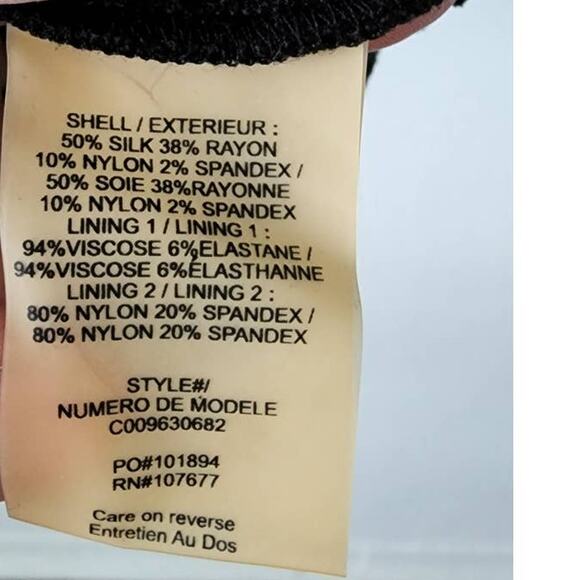 SHELL / EXTERIEUR :
50% SILK 38% RAYON
10% NYLON 2% SPANDEX /
50% SOIE 38%RAYONNE
10% NYLON 2% SPANDEX
LINING 1 / LINING 1 :
94%VISCOSE 6%ELASTANE /
94%VISCOSE 6%ÉLASTHANNE
LINING 2 / LINING 2 :
80% NYLON 20% SPANDEX /
80% NYLON 20% SPANDEX
STYLE#/
NUMERO DE MODELE
C009630682
PO#101894
RN#107677
Care on reverse
Entretien Au Dos